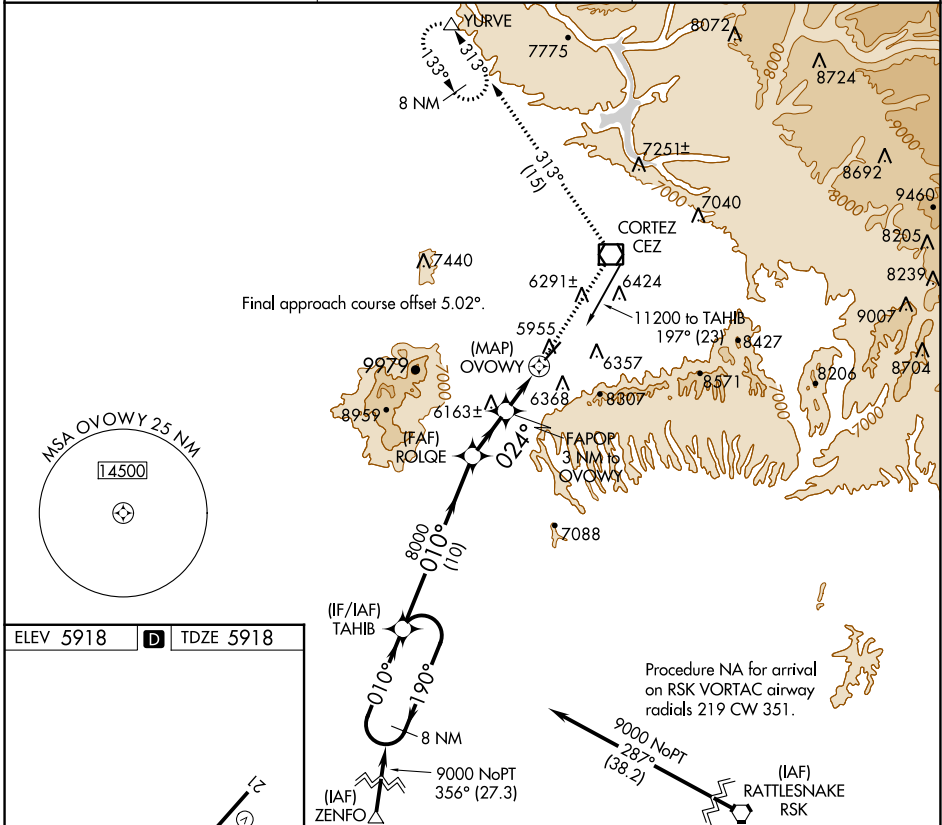 YURVE
8072
7775
8724
313°
133°
8 NM
8000
9000
7251±
8692
313°
(15)
7000
8000
9460
7040
CORTEZ
CEZ
8205
7440
6291±
6424
8239
Final approach course offset 5.02°.
11200 to TAHIB
197° (23)
9007
5955
(MAP)
OVOWY
8427
6357
8704
9979
7000
8571
8206
6368
8307
8959
6163±
MSA OVOWY 25 NM
14500
(FAF)
ROLQE
024°
FAPOP
3 NM to
OVOWY
7088
8000
010°
(10)
(IF/IAF)
TAHIB
ELEV 5918
D
TDZE 5918
010°
190°
Procedure NA for arrival
on RSK VORTAC airway
radials 219 CW 351.
8 NM
9000 NoPT
287°
(38.2)
9000 NoPT
356° (27.3)
(IAF)
ZENFO
(IAF)
RATTLESNAKE
RSK
21
V